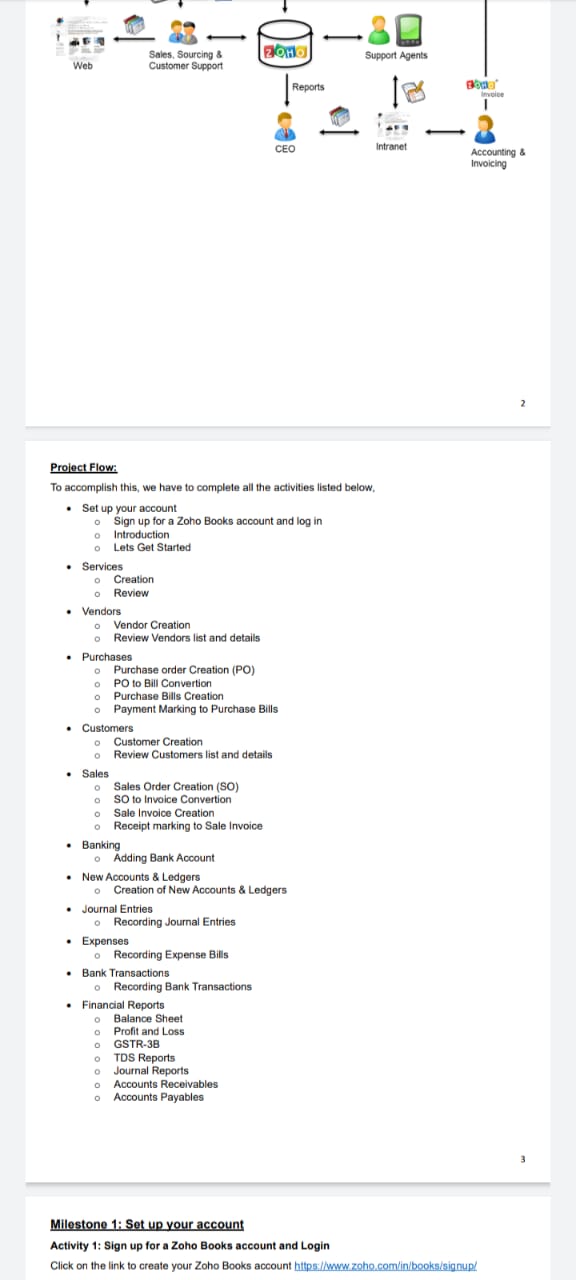 Web
Sales, Sourcing &
Customer Support
ZOHO
Support Agents
Reports
ZOHO
Invoice
CEO
Intranet
Accounting &
Invoicing
2
Project Flow:
To accomplish this, we have to complete all the activities listed below,
• Set up your account
o Sign up for a Zoho Books account and log in
o Introduction
o Lets Get Started
• Services
o Creation
o Review
• Vendors
o Vendor Creation
o Review Vendors list and details
• Purchases
o Purchase order Creation (PO)
o PO to Bill Convertion
o Purchase Bills Creation
o Payment Marking to Purchase Bills
• Customers
o Customer Creation
o Review Customers list and details
• Sales
o Sales Order Creation (SO)
o SO to Invoice Convertion
o Sale Invoice Creation
o Receipt marking to Sale Invoice
• Banking
o Adding Bank Account
• New Accounts & Ledgers
o Creation of New Accounts & Ledgers
• Journal Entries
o Recording Journal Entries
• Expenses
o Recording Expense Bills
• Bank Transactions
o Recording Bank Transactions
• Financial Reports
o Balance Sheet
o Profit and Loss
o GSTR-3B
o TDS Reports
o Journal Reports
o Accounts Receivables
o Accounts Payables
3
Milestone 1: Set up your account
Activity 1: Sign up for a Zoho Books account and Login
Click on the link to create your Zoho Books account https://www.zoho.com/in/books/signup/